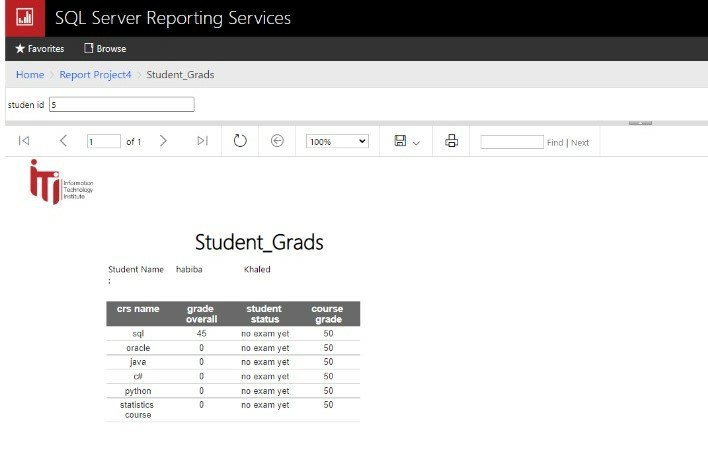 SQL Server Reporting Services
Favorites Browse
Home > Report Project4 > Student_Grads
studen id 5
1 of 1 100% Find | Next
iTi Information
Technology
Institute
Student_Grads
Student Name habiba Khaled
:
crs name grade overall student status course grade
sql 45 no exam yet 50
oracle 0 no exam yet 50
java 0 no exam yet 50
c# 0 no exam yet 50
python 0 no exam yet 50
statistics course 0 no exam yet 50